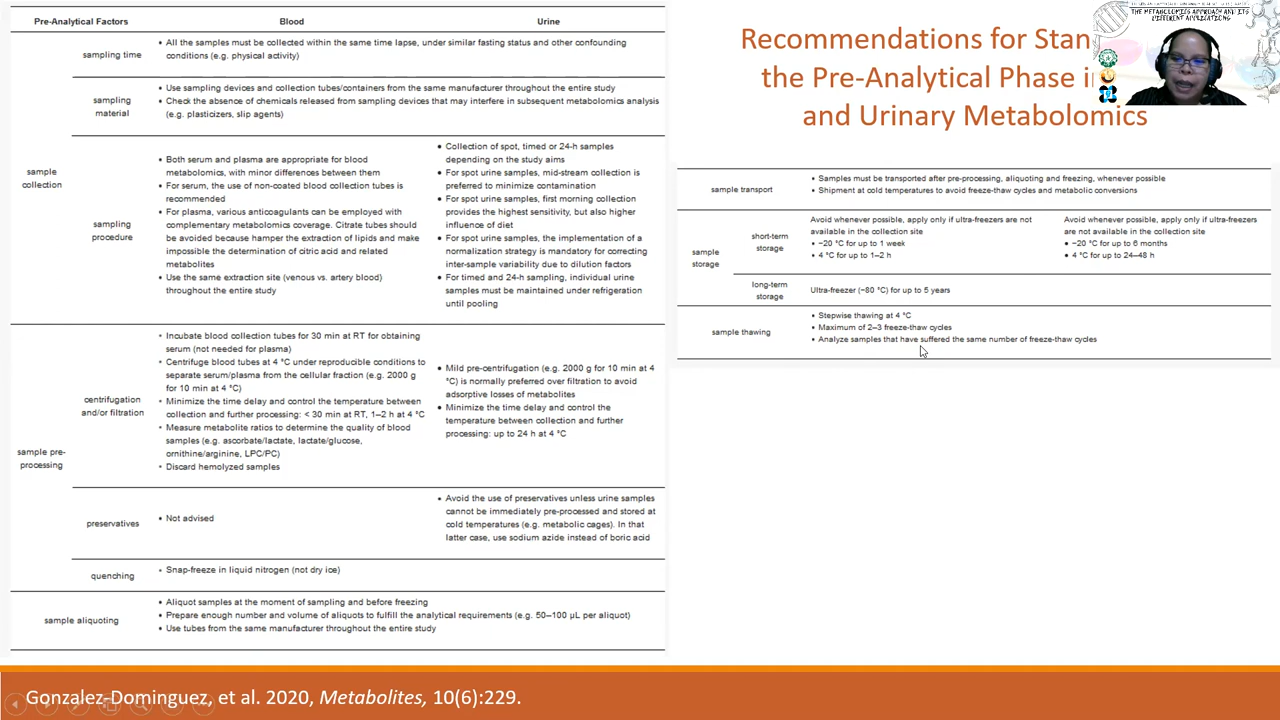 Pre-Analytical Factors Blood Urine
sample collection
sampling time
• All the samples must be collected within the same time lapse, under similar fasting status and other confounding
conditions (e.g. physical activity)
sampling material
• Use sampling devices and collection tubes/containers from the same manufacturer throughout the entire study
• Check the absence of chemicals released from sampling devices that may interfere in subsequent metabolomics analysis
(e.g. plasticizers, slip agents)
sampling procedure
• Both serum and plasma are appropriate for blood
metabolomics, with minor differences between them
• For serum, the use of non-coated blood collection tubes is
recommended
• For plasma, various anticoagulants can be employed with
complementary metabolomics coverage. Citrate tubes should
be avoided because hamper the extraction of lipids and make
impossible the determination of citric acid and related
metabolites
• Use the same extraction site (venous vs. artery blood)
throughout the entire study
• Collection of spot, timed or 24-h samples
depending on the study aims
• For spot urine samples, mid-stream collection is
preferred to minimize contamination
• For spot urine samples, first morning collection
provides the highest sensitivity, but also higher
influence of diet
• For spot urine samples, the implementation of a
normalization strategy is mandatory for correcting
inter-sample variability due to dilution factors
• For timed and 24-h sampling, individual urine
samples must be maintained under refrigeration
until pooling
sample pre-
processing
centrifugation
and/or filtration
• Incubate blood collection tubes for 30 min at RT for obtaining
serum (not needed for plasma)
• Centrifuge blood tubes at 4 °C under reproducible conditions to
separate serum/plasma from the cellular fraction (e.g. 2000 g
for 10 min at 4 °C)
• Minimize the time delay and control the temperature between
collection and further processing: < 30 min at RT, 1–2 h at 4 °C
• Measure metabolite ratios to determine the quality of blood
samples (e.g. ascorbate/lactate, lactate/glucose,
ornithine/arginine, LPC/PC)
• Discard hemolyzed samples
• Mild pre-centrifugation (e.g. 2000 g for 10 min at 4
°C) is normally preferred over filtration to avoid
adsorptive losses of metabolites
• Minimize the time delay and control the
temperature between collection and further
processing: up to 24 h at 4 °C
preservatives
• Not advised
• Avoid the use of preservatives unless urine samples
cannot be immediately pre-processed and stored at
cold temperatures (e.g. metabolic cages). In that
latter case, use sodium azide instead of boric acid
quenching
• Snap-freeze in liquid nitrogen (not dry ice)
sample aliquoting
• Aliquot samples at the moment of sampling and before freezing
• Prepare enough number and volume of aliquots to fulfill the analytical requirements (e.g. 50–100 µL per aliquot)
• Use tubes from the same manufacturer throughout the entire study
Recommendations for Stan
the Pre-Analytical Phase i
and Urinary Metabolomics
THE METABOLOMICS APPROACH AND ITS
DIFFERENT APPLICATIONS
sample transport
• Samples must be transported after pre-processing, aliquoting and freezing, whenever possible
• Shipment at cold temperatures to avoid freeze-thaw cycles and metabolic conversions
sample
storage
short-term
storage
Avoid whenever possible, apply only if ultra-freezers are not
available in the collection site
• −20 °C for up to 1 week
• 4 °C for up to 1–2 h
Avoid whenever possible, apply only if ultra-freezers
are not available in the collection site
• −20 °C for up to 6 months
• 4 °C for up to 24–48 h
long-term
storage
Ultra-freezer (−80 °C) for up to 5 years
sample thawing
• Stepwise thawing at 4 °C
• Maximum of 2–3 freeze-thaw cycles
• Analyze samples that have suffered the same number of freeze-thaw cycles
Gonzalez-Dominguez, et al. 2020, Metabolites, 10(6):229.